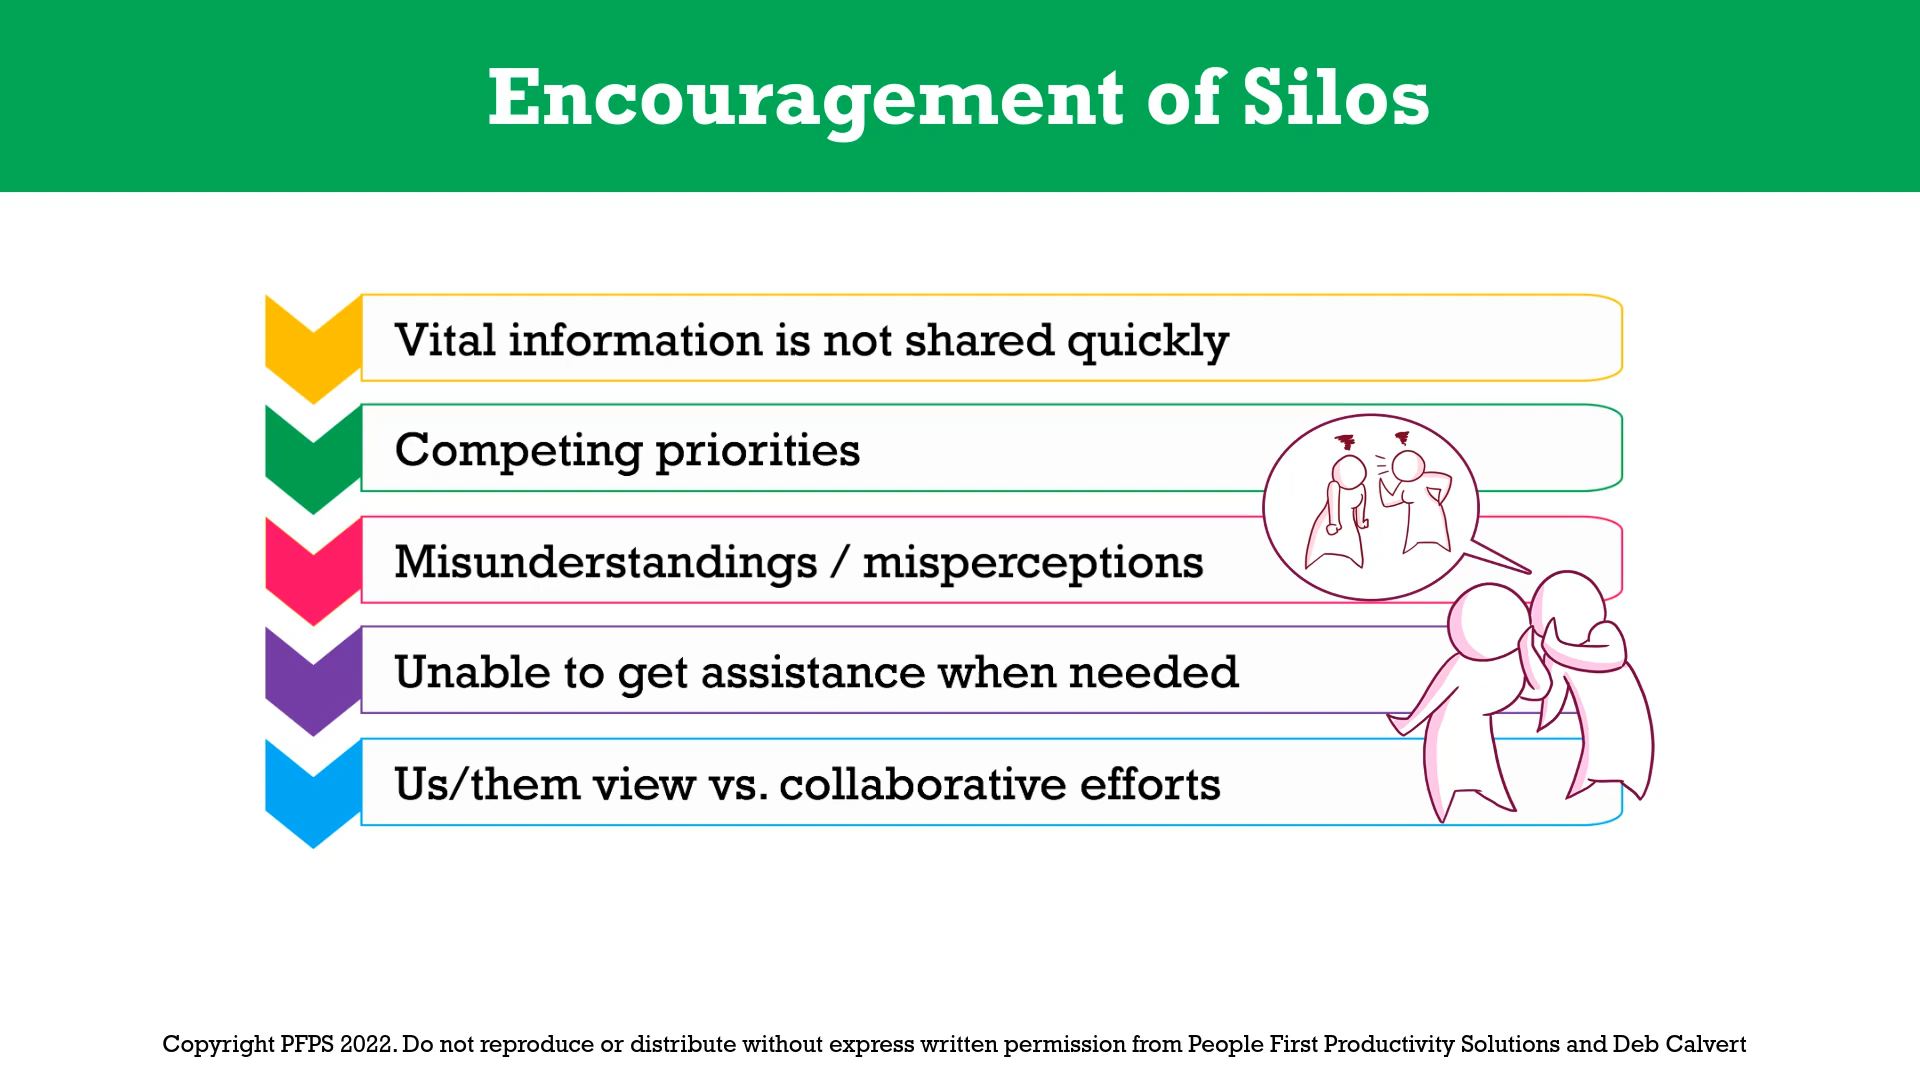 Encouragement of Silos
Vital information is not shared quickly
Competing priorities
Misunderstandings / misperceptions
Unable to get assistance when needed
Us/them view vs. collaborative efforts
Copyright PFPS 2022. Do not reproduce or distribute without express written permission from People First Productivity Solutions and Deb Calvert